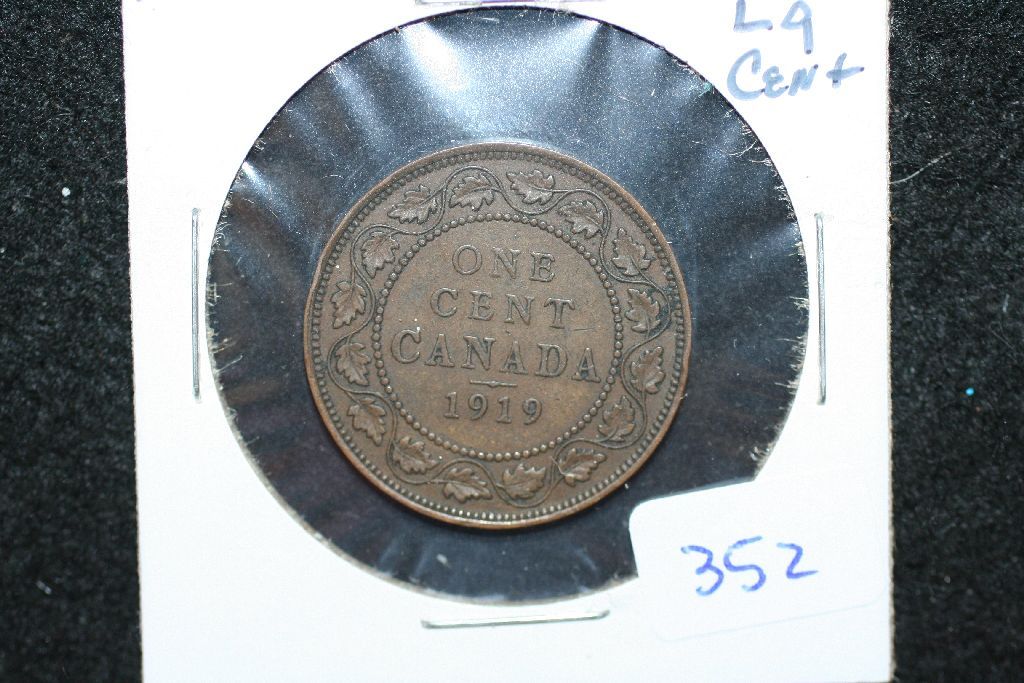 Lg
Cent
ONE
CENT
CANADA
1919
352